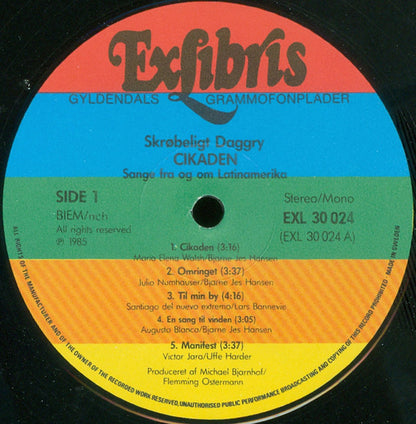 Exlibris
GYLDENDALS GRAMMOFONPLADER
Skrøbeligt Daggry
CIKADEN
Sange fra og om Latinamerika
SIDE 1
BIEM/ncb
All rights reserved
℗ 1985
Stereo/Mono
EXL 30 024
(EXL 30 024 A)
1. Cikaden (3:16)
Maria Elena Walsh/Bjarne Jes Hansen
2. Omringet (3:37)
Julio Numhauser/Bjarne Jes Hansen
3. Til min by (4:16)
Santiago del nuevo extremo/Lars Bonnevie
4. En sang til vinden (3:05)
Augusto Blanco/Bjarne Jes Hansen
5. Manifest (3:37)
Victor Jara/Uffe Harder
Produceret af Michael Bjarnhof/
Flemming Ostermann
ALL RIGHTS OF THE MANUFACTURER AND OF THE OWNER OF THE RECORDED WORK RESERVED, UNAUTHORISED PUBLIC PERFORMANCE BROADCASTING AND COPYING OF THIS RECORD PROHIBITED MADE IN SWEDEN